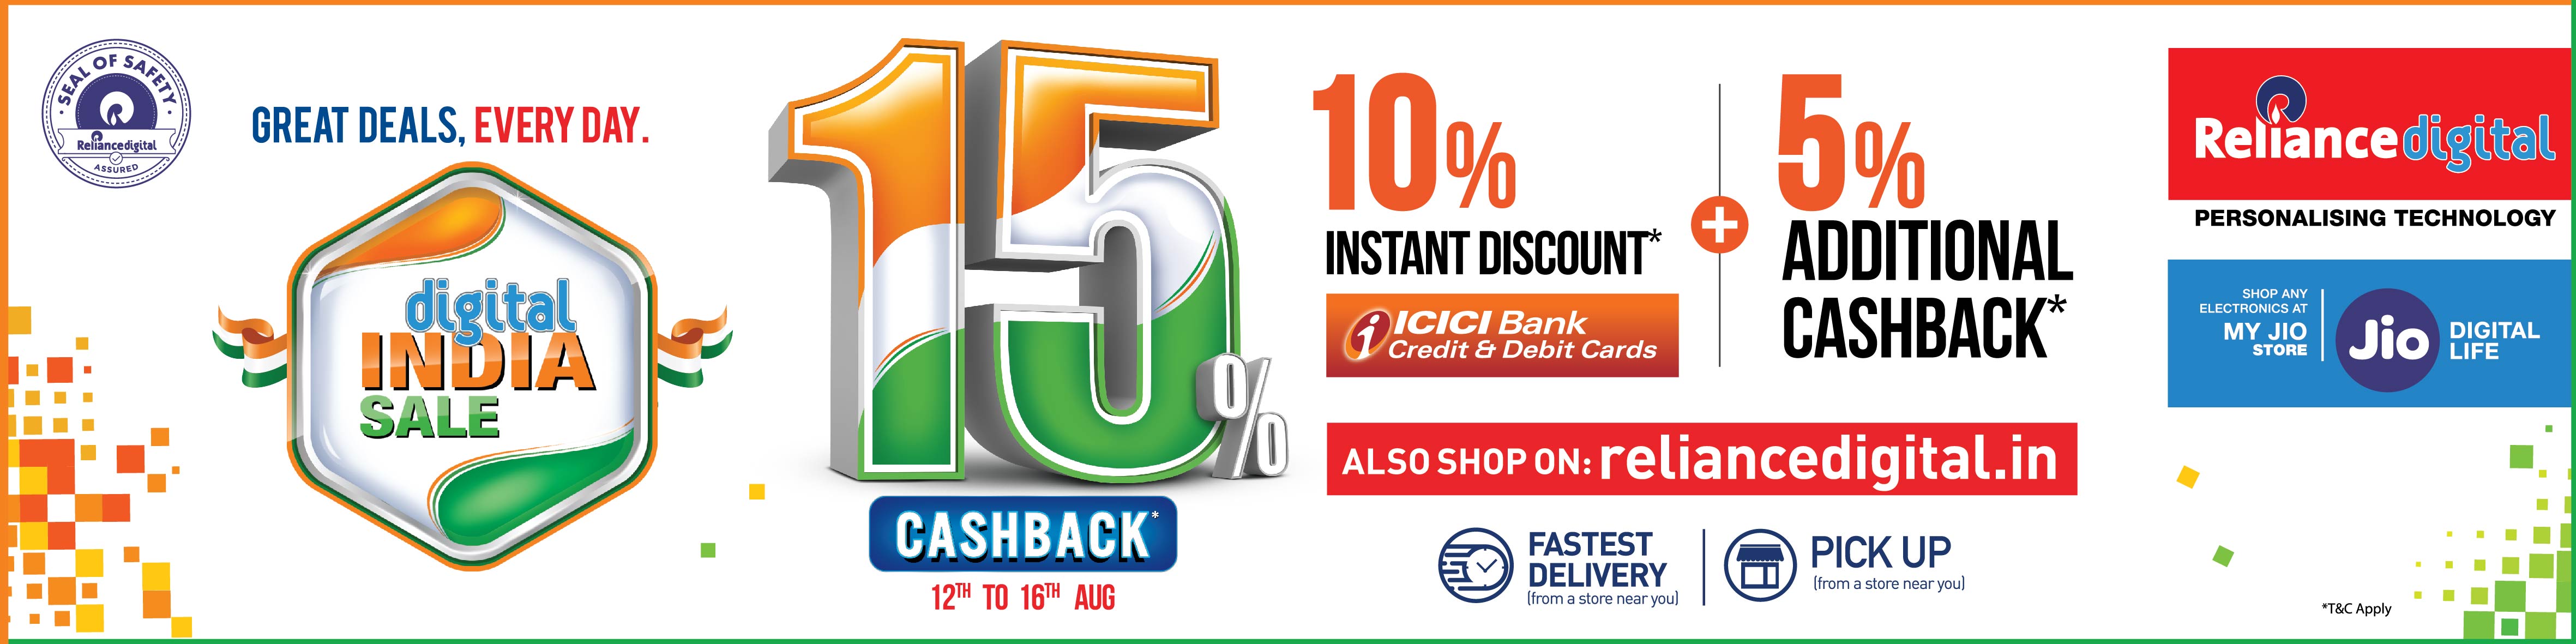 SEAL OF SAFETY
Reliancedigital
ASSURED
GREAT DEALS, EVERY DAY.
digital
INDIA
SALE
15%
CASHBACK*
12TH TO 16TH AUG
10%
INSTANT DISCOUNT*
ICICI Bank
Credit & Debit Cards
+
5%
ADDITIONAL
CASHBACK*
ALSO SHOP ON: reliancedigital.in
FASTEST
DELIVERY
(from a store near you)
PICK UP
(from a store near you)
Reliancedigital
PERSONALISING TECHNOLOGY
SHOP ANY
ELECTRONICS AT
MY JIO
STORE
Jio
DIGITAL
LIFE
*T&C Apply